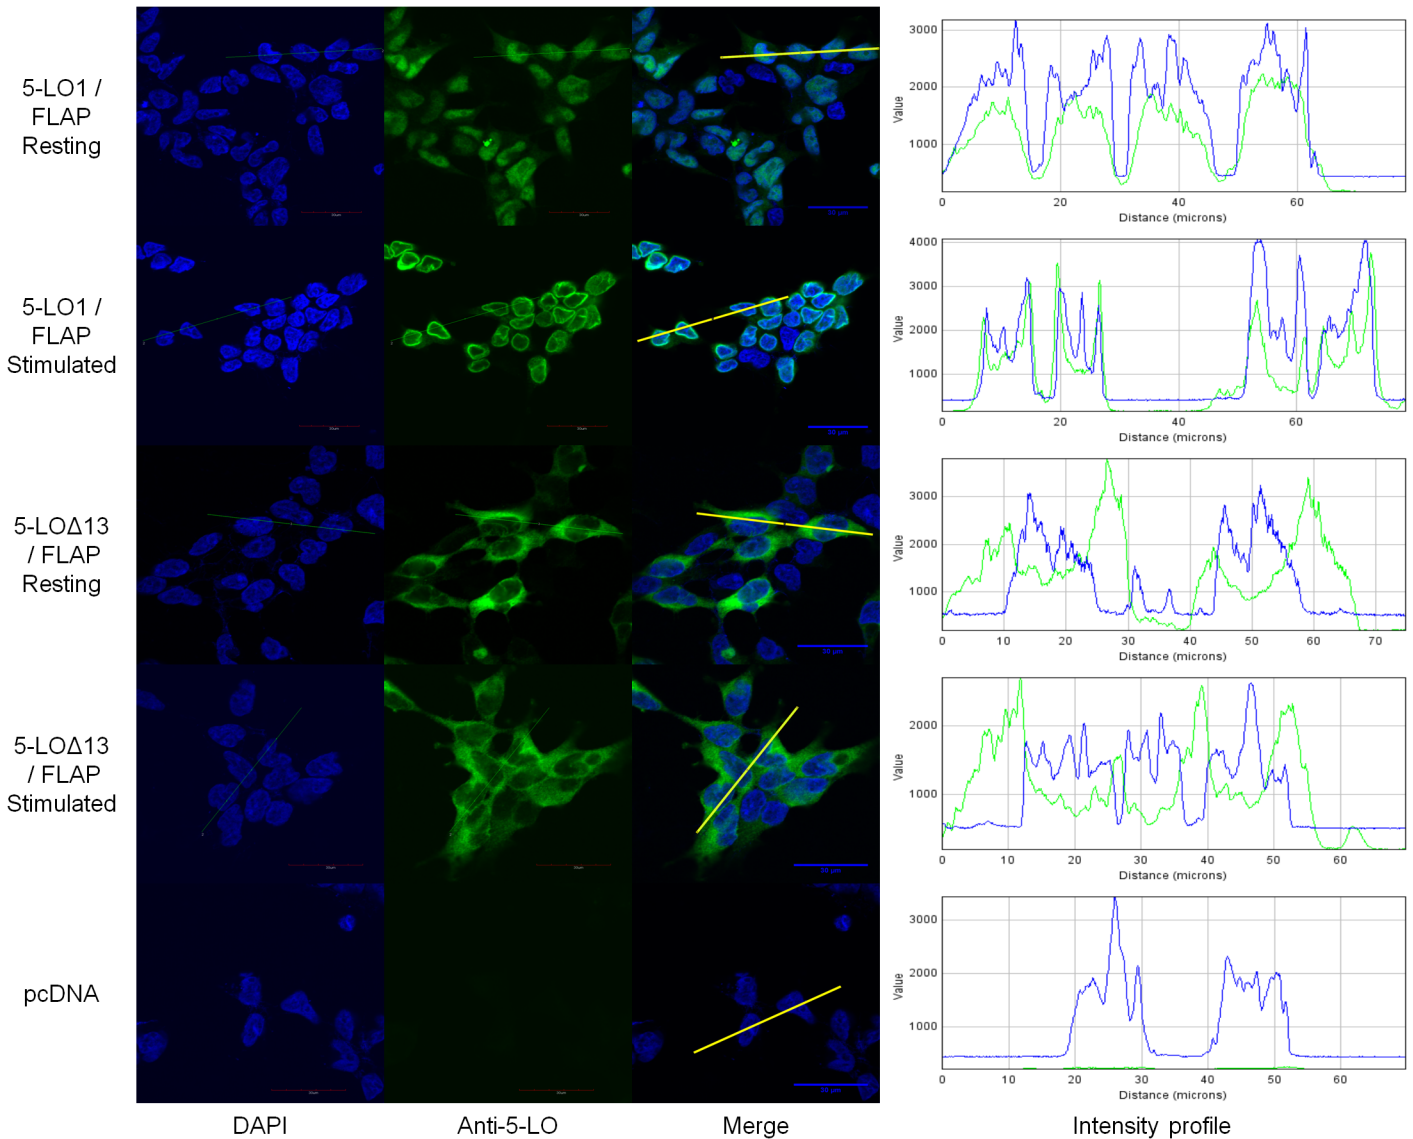 5-LO1 /
FLAP
Resting
3000
2000
1000
Value
0
20
40
60
Distance (microns)
5-LO1 /
FLAP
Stimulated
4000
3000
2000
1000
Value
0
20
40
60
Distance (microns)
5-LOΔ13
/ FLAP
Resting
3000
2000
1000
Value
0
10
20
30
40
50
60
70
Distance (microns)
5-LOΔ13
/ FLAP
Stimulated
2000
1000
Value
0
10
20
30
40
50
60
Distance (microns)
pcDNA
3000
2000
1000
Value
0
10
20
30
40
50
60
70
Distance (microns)
DAPI
Anti-5-LO
Merge
Intensity profile